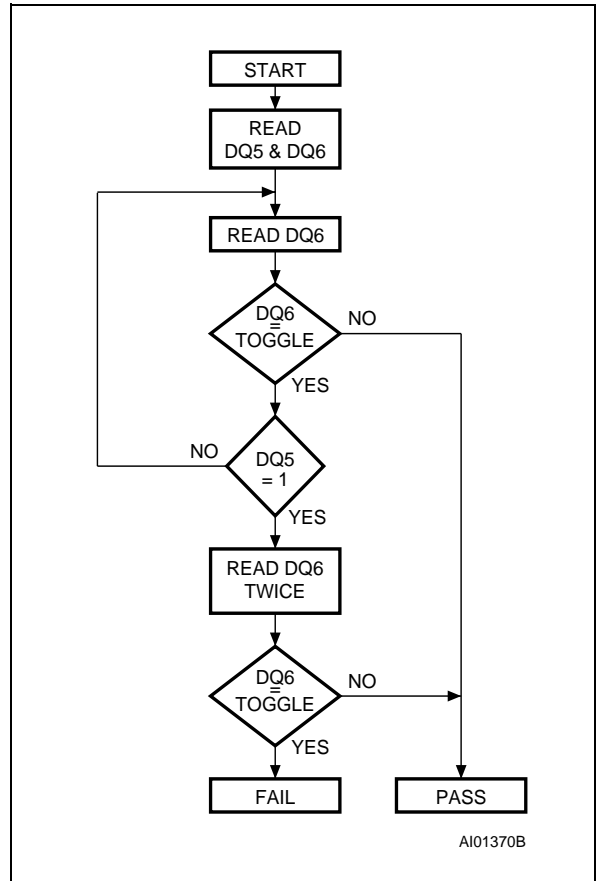 START
READ
DQ5 & DQ6
READ DQ6
DQ6
=
TOGGLE
NO
YES
NO
DQ5
= 1
YES
READ DQ6
TWICE
DQ6
=
TOGGLE
NO
YES
FAIL
PASS
AI01370B